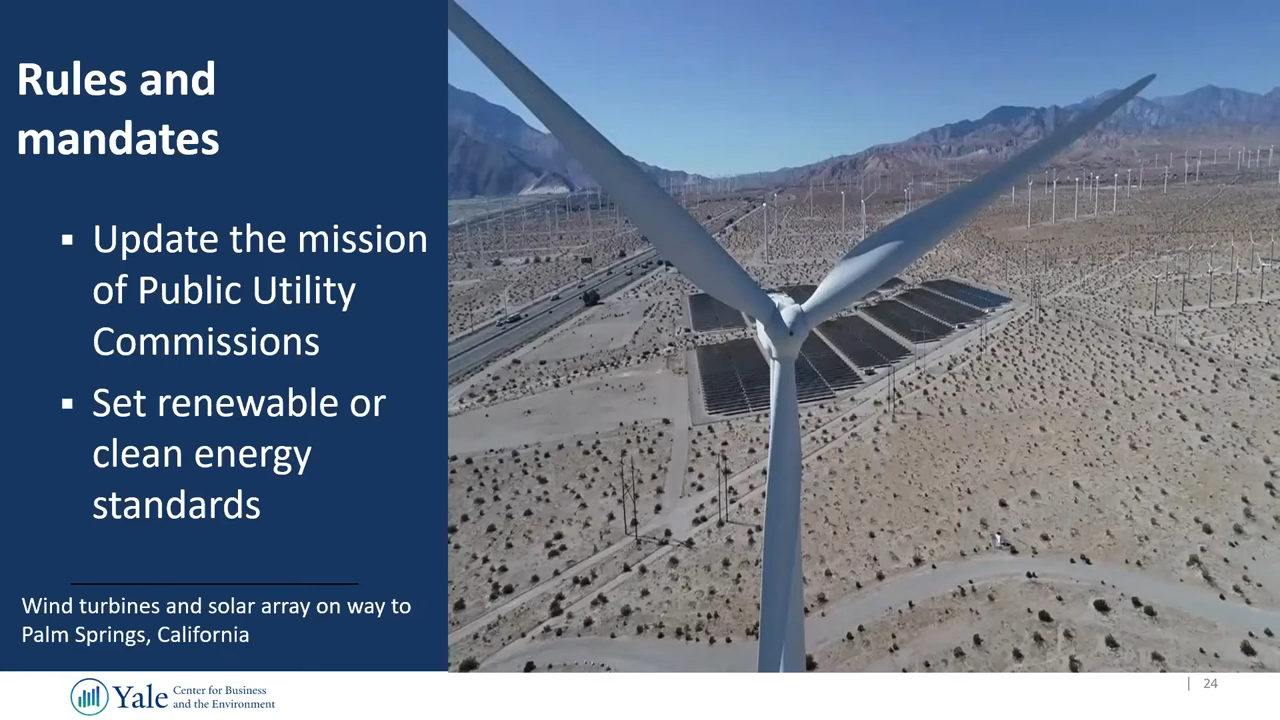 Rules and
mandates
▪ Update the mission
of Public Utility
Commissions
▪ Set renewable or
clean energy
standards
Wind turbines and solar array on way to
Palm Springs, California
Yale Center for Business
and the Environment
| 24